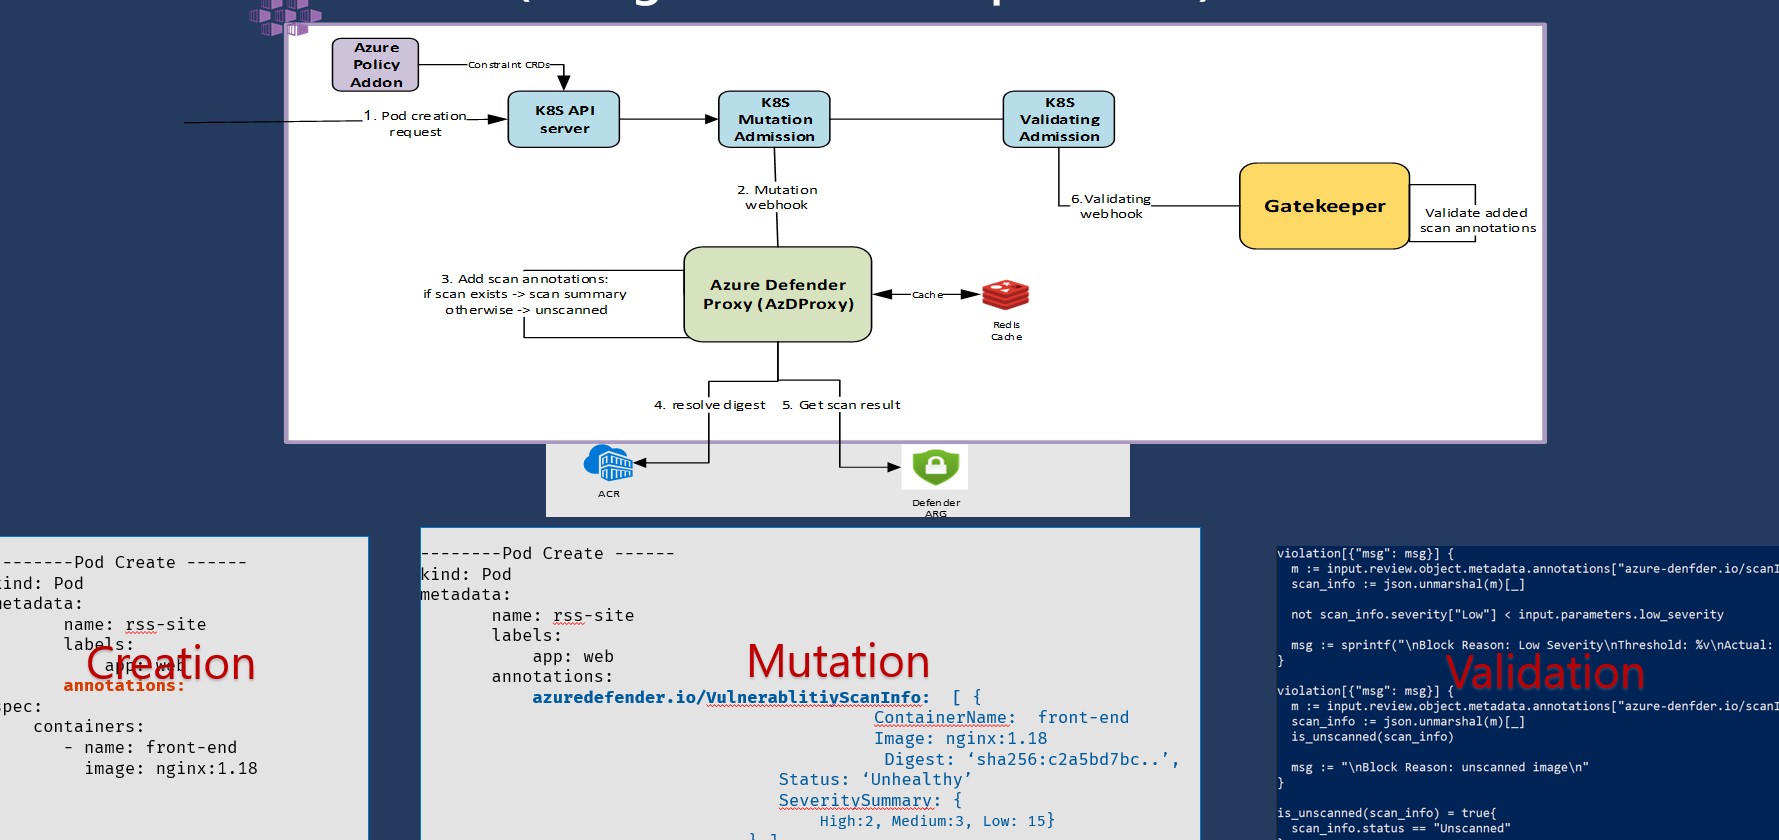 Azure
Policy
Addon
Constraint CRDs
1. Pod creation
request
K8S API
server
K8S
Mutation
Admission
K8S
Validating
Admission
2. Mutation
webhook
6.Validating
webhook
Gatekeeper
Validate added
scan annotations
3. Add scan annotations:
if scan exists -> scan summary
otherwise -> unscanned
Azure Defender
Proxy (AzDProxy)
Cache
Redis
Cache
4. resolve digest
5. Get scan result
ACR
Defender
ARG
-------Pod Create ------
kind: Pod
metadata:
name: rss-site
labels:
app: web
annotations:
spec:
containers:
- name: front-end
image: nginx:1.18
Creation
--------Pod Create ------
kind: Pod
metadata:
name: rss-site
labels:
app: web
annotations:
azuredefender.io/VulnerablitiyScanInfo: [ {
ContainerName: front-end
Image: nginx:1.18
Digest: ‘sha256:c2a5bd7bc..’,
Status: ‘Unhealthy’
SeveritySummary: {
High:2, Medium:3, Low: 15}
} ]
Mutation
violation[{"msg": msg}] {
m := input.review.object.metadata.annotations["azure-denfder.io/scanI
scan_info := json.unmarshal(m)[_]
not scan_info.severity["Low"] < input.parameters.low_severity
msg := sprintf("\nBlock Reason: Low Severity\nThreshold: %v\nActual:
}
violation[{"msg": msg}] {
m := input.review.object.metadata.annotations["azure-denfder.io/scanI
scan_info := json.unmarshal(m)[_]
is_unscanned(scan_info)
msg := "\nBlock Reason: unscanned image\n"
}
is_unscanned(scan_info) = true{
scan_info.status == "Unscanned"
Validation